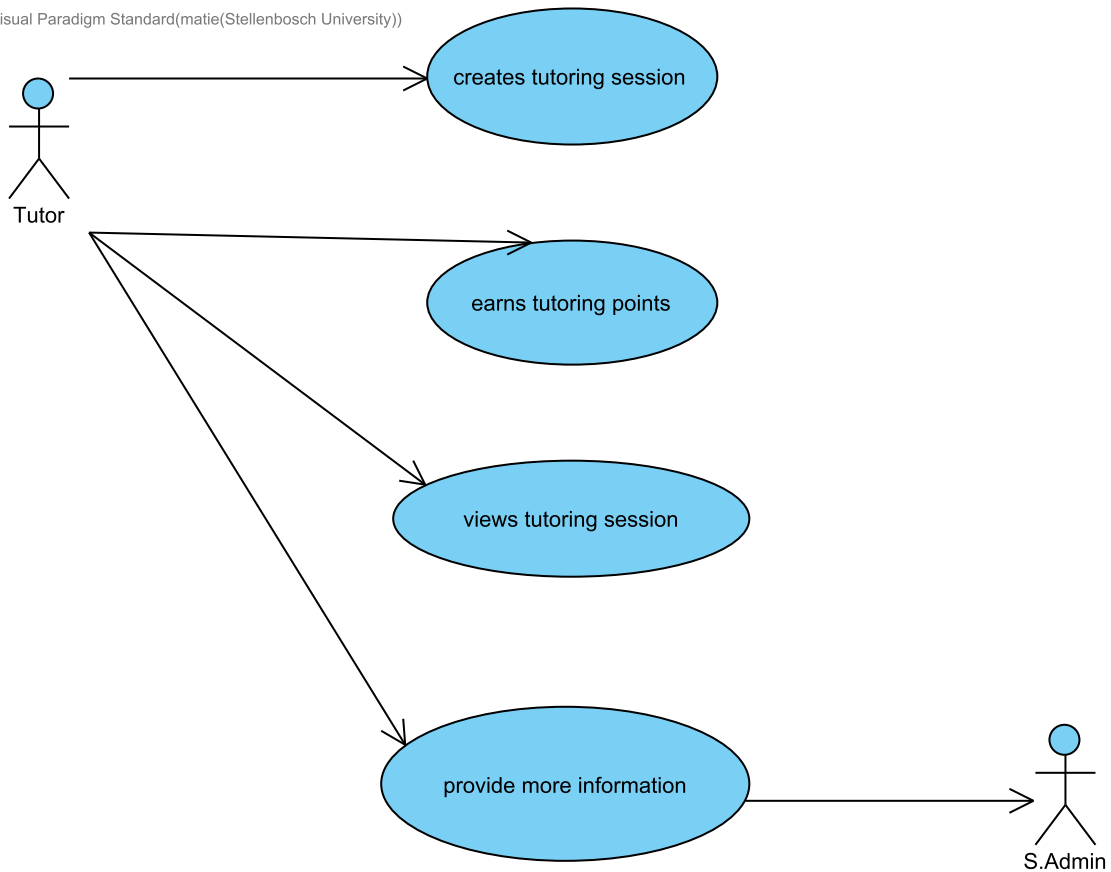 isual Paradigm Standard(matie(Stellenbosch University))
creates tutoring session
Tutor
earns tutoring points
views tutoring session
provide more information
S.Admin